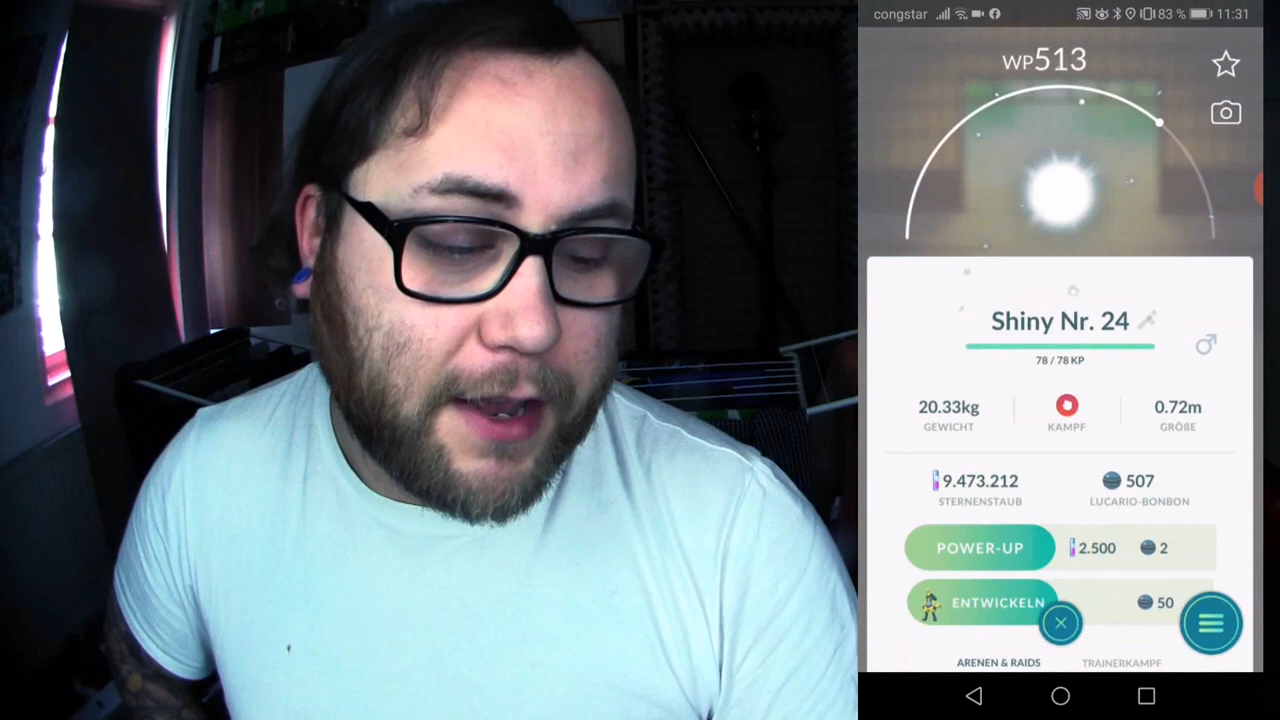 congstar 83 % 11:31
WP513
Shiny Nr. 24
78 / 78 KP
20.33kg
GEWICHT
KAMPF
0.72m
GRÖßE
9.473.212
STERNENSTAUB
507
LUCARIO-BONBON
POWER-UP 2.500 2
ENTWICKELN 50
ARENEN & RAIDS TRAINERKAMPF